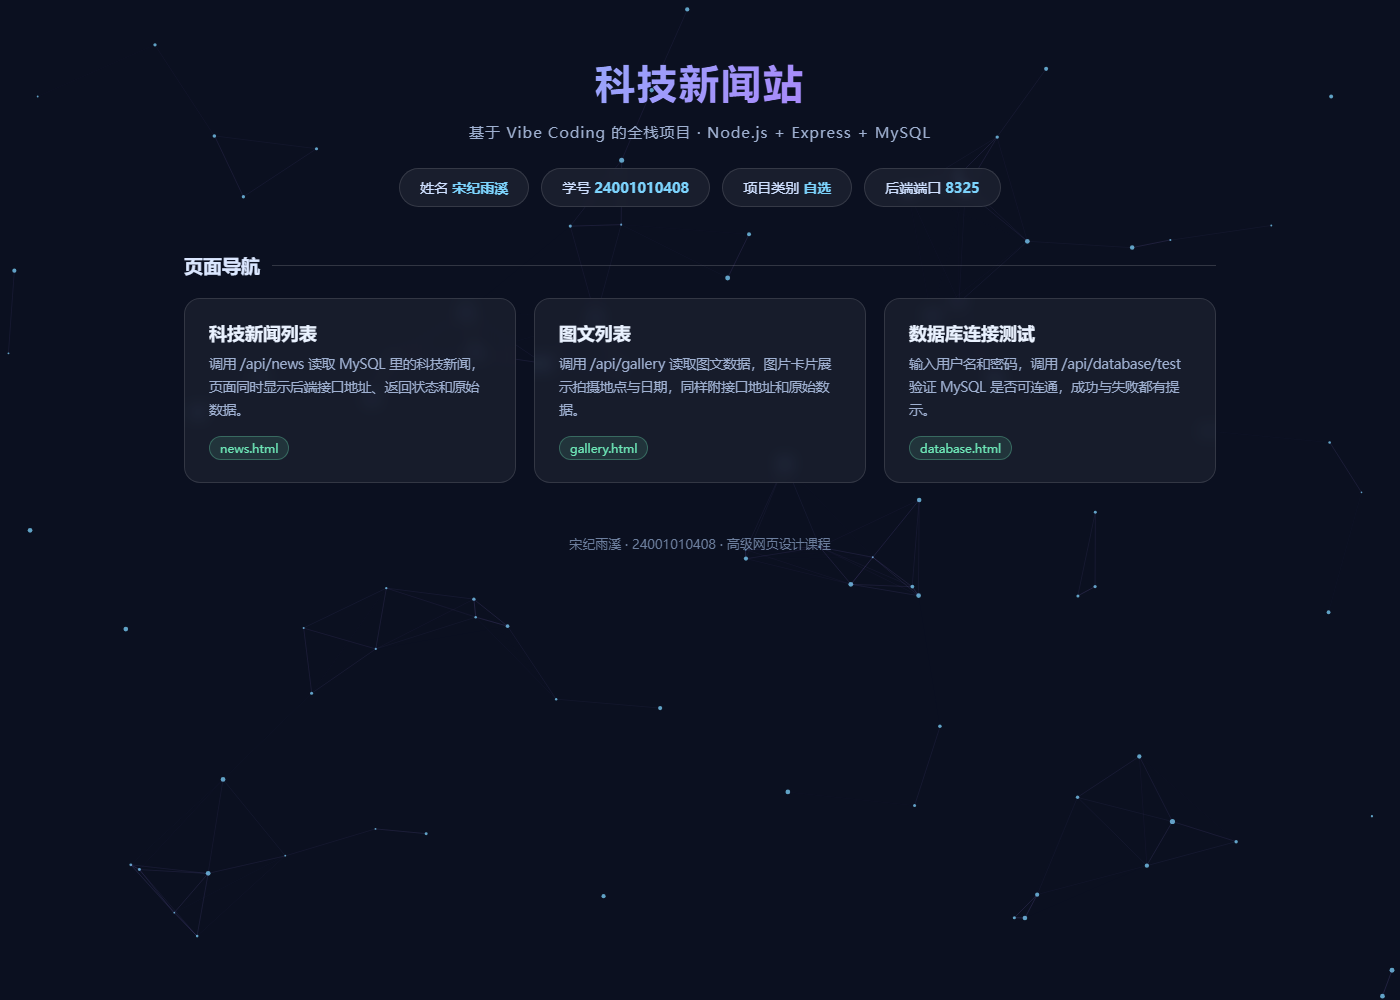 科技新闻站
基于 Vibe Coding 的全栈项目 · Node.js + Express + MySQL
姓名 宋纪雨溪
学号 24001010408
项目类别 自选
后端端口 8325
页面导航
科技新闻列表
调用 /api/news 读取 MySQL 里的科技新闻，
页面同时显示后端接口地址、返回状态和原始
数据。
news.html
图文列表
调用 /api/gallery 读取图文数据，图片卡片展
示拍摄地点与日期，同样附接口地址和原始数
据。
gallery.html
数据库连接测试
输入用户名和密码，调用 /api/database/test
验证 MySQL 是否可连通，成功与失败都有提
示。
database.html
宋纪雨溪 · 24001010408 · 高级网页设计课程